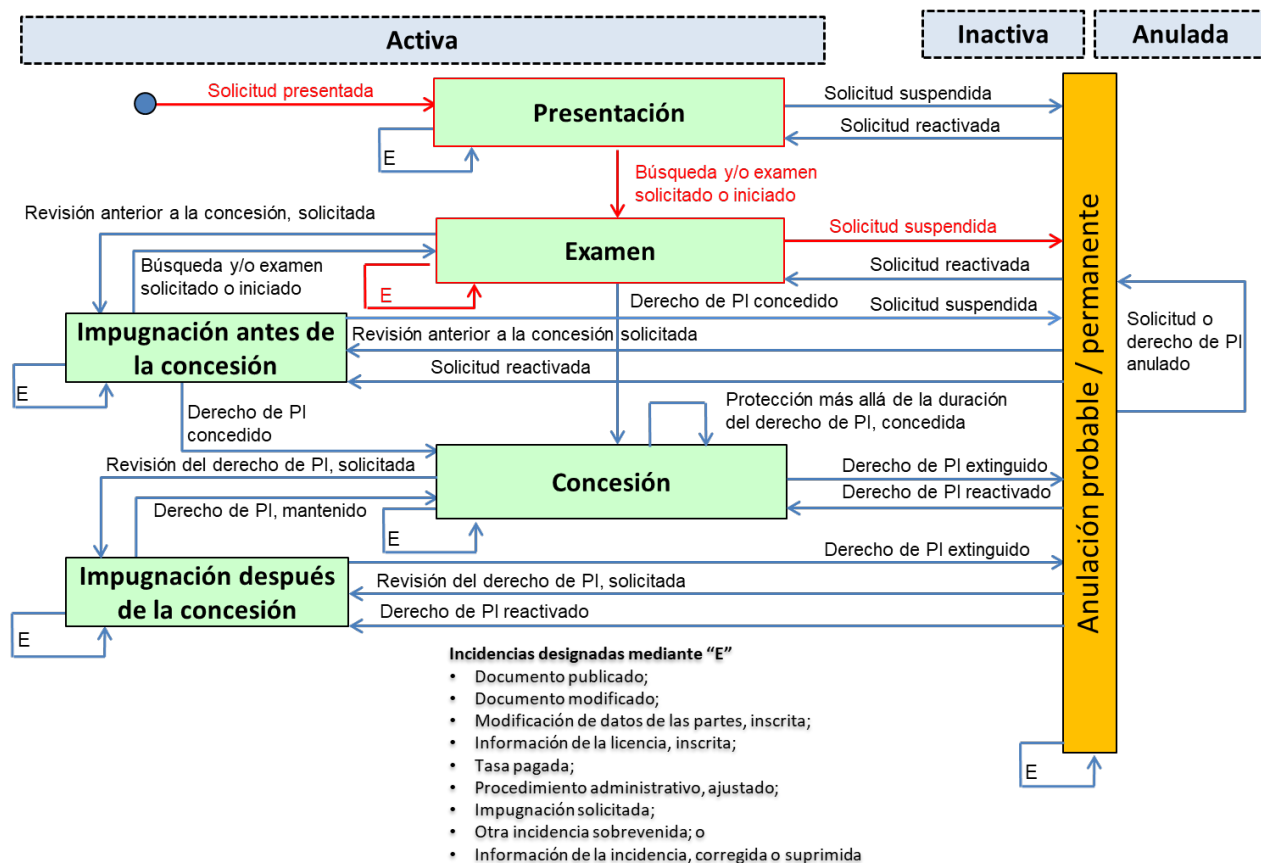 Activa
Inactiva
Anulada
Solicitud presentada
Presentación
Solicitud suspendida
Solicitud reactivada
E
Búsqueda y/o examen
solicitado o iniciado
Revisión anterior a la concesión, solicitada
Examen
Solicitud suspendida
Solicitud reactivada
Búsqueda y/o examen
solicitado o iniciado
E
Derecho de PI concedido
Solicitud suspendida
Impugnación antes de
la concesión
Revisión anterior a la concesión solicitada
Solicitud reactivada
E
Solicitud o
derecho de PI
anulado
Anulación probable / permanente
Derecho de PI
concedido
Protección más allá de la duración
del derecho de PI, concedida
Revisión del derecho de PI, solicitada
Concesión
Derecho de PI extinguido
Derecho de PI reactivado
Derecho de PI, mantenido
E
Derecho de PI extinguido
Impugnación después
de la concesión
Revisión del derecho de PI, solicitada
Derecho de PI reactivado
E
Incidencias designadas mediante “E”
• Documento publicado;
• Documento modificado;
• Modificación de datos de las partes, inscrita;
• Información de la licencia, inscrita;
• Tasa pagada;
• Procedimiento administrativo, ajustado;
• Impugnación solicitada;
• Otra incidencia sobrevenida; o
• Información de la incidencia, corregida o suprimida
E